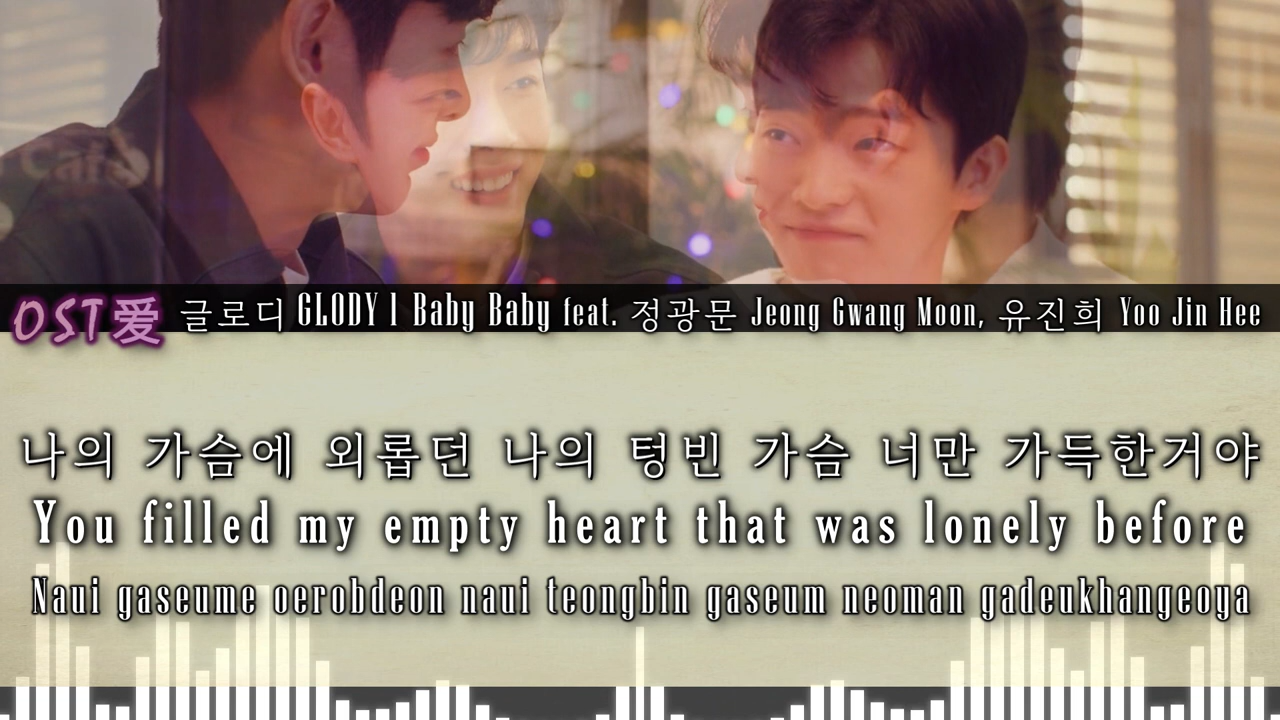 Cafe
OST爱 글로디 GLODY I Baby Baby feat. 정광문 Jeong Gwang Moon, 유진희 Yoo Jin Hee
나의 가슴에 외롭던 나의 텅빈 가슴 너만 가득한거야
You filled my empty heart that was lonely before
Naui gaseume oerobdeon naui teongbin gaseum neoman gadeukhangeoya